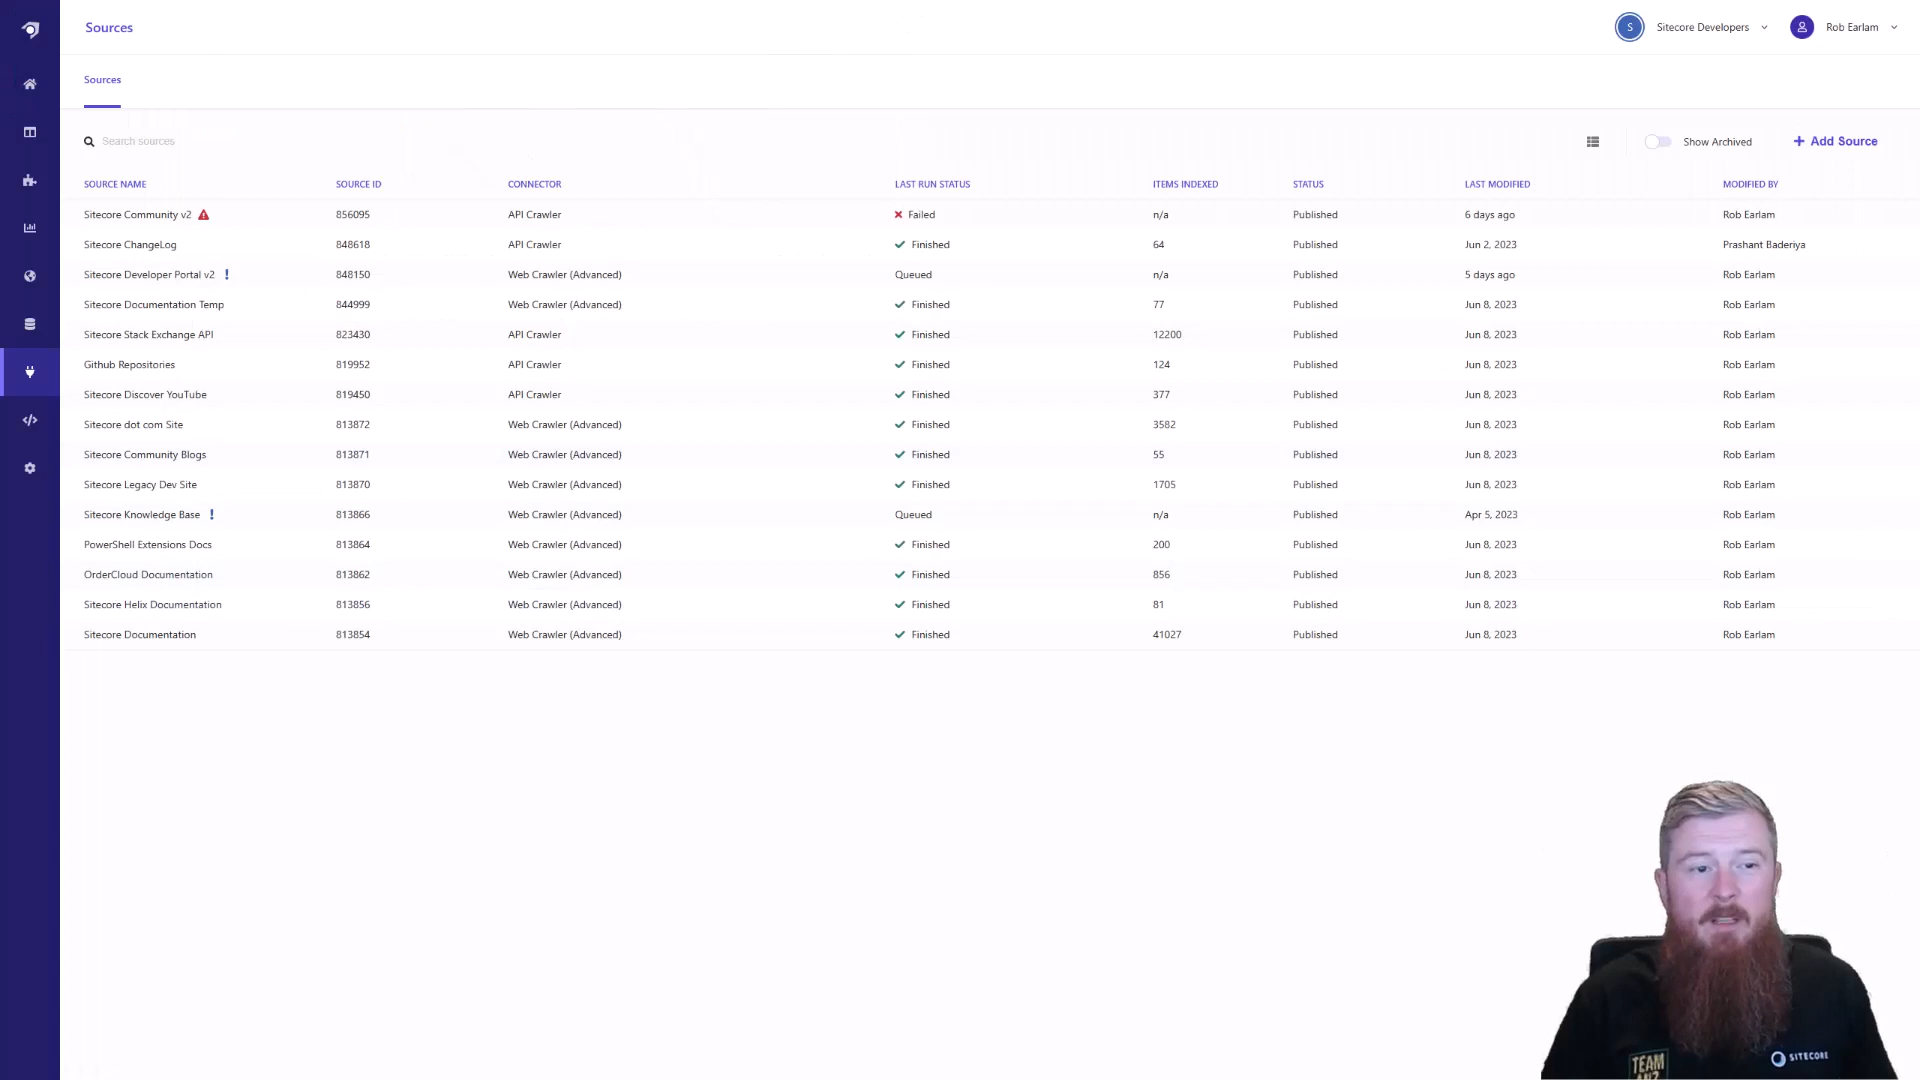 Sources
S Sitecore Developers Rob Earlam
Sources
Search sources Show Archived + Add Source
SOURCE NAME SOURCE ID CONNECTOR LAST RUN STATUS ITEMS INDEXED STATUS LAST MODIFIED MODIFIED BY
Sitecore Community v2 856095 API Crawler Failed n/a Published 6 days ago Rob Earlam
Sitecore ChangeLog 848618 API Crawler Finished 64 Published Jun 2, 2023 Prashant Baderiya
Sitecore Developer Portal v2 ! 848150 Web Crawler (Advanced) Queued n/a Published 5 days ago Rob Earlam
Sitecore Documentation Temp 844999 Web Crawler (Advanced) Finished 77 Published Jun 8, 2023 Rob Earlam
Sitecore Stack Exchange API 823430 API Crawler Finished 12200 Published Jun 8, 2023 Rob Earlam
Github Repositories 819952 API Crawler Finished 124 Published Jun 8, 2023 Rob Earlam
Sitecore Discover YouTube 819450 API Crawler Finished 377 Published Jun 8, 2023 Rob Earlam
Sitecore dot com Site 813872 Web Crawler (Advanced) Finished 3582 Published Jun 8, 2023 Rob Earlam
Sitecore Community Blogs 813871 Web Crawler (Advanced) Finished 55 Published Jun 8, 2023 Rob Earlam
Sitecore Legacy Dev Site 813870 Web Crawler (Advanced) Finished 1705 Published Jun 8, 2023 Rob Earlam
Sitecore Knowledge Base ! 813866 Web Crawler (Advanced) Queued n/a Published Apr 5, 2023 Rob Earlam
PowerShell Extensions Docs 813864 Web Crawler (Advanced) Finished 200 Published Jun 8, 2023 Rob Earlam
OrderCloud Documentation 813862 Web Crawler (Advanced) Finished 856 Published Jun 8, 2023 Rob Earlam
Sitecore Helix Documentation 813856 Web Crawler (Advanced) Finished 81 Published Jun 8, 2023 Rob Earlam
Sitecore Documentation 813854 Web Crawler (Advanced) Finished 41027 Published Jun 8, 2023 Rob Earlam
SITECORE
TEAM